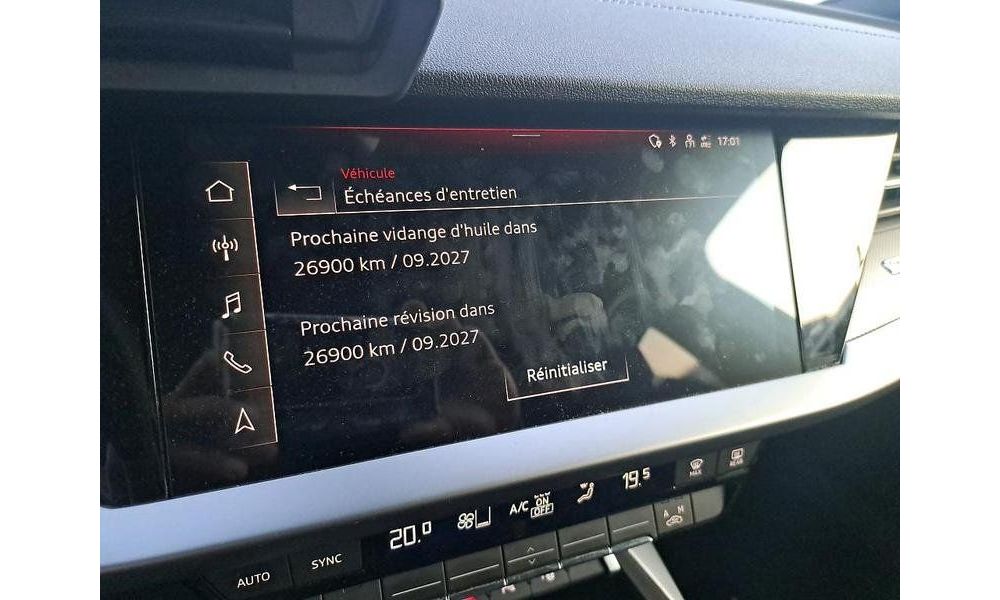 17:01
Véhicule
Échéances d'entretien
Prochaine vidange d'huile dans
26900 km / 09.2027
Prochaine révision dans
26900 km / 09.2027
Réinitialiser
20.0
A/C ON
OFF
19.5
MAX
REAR
AUTO
SYNC
A M